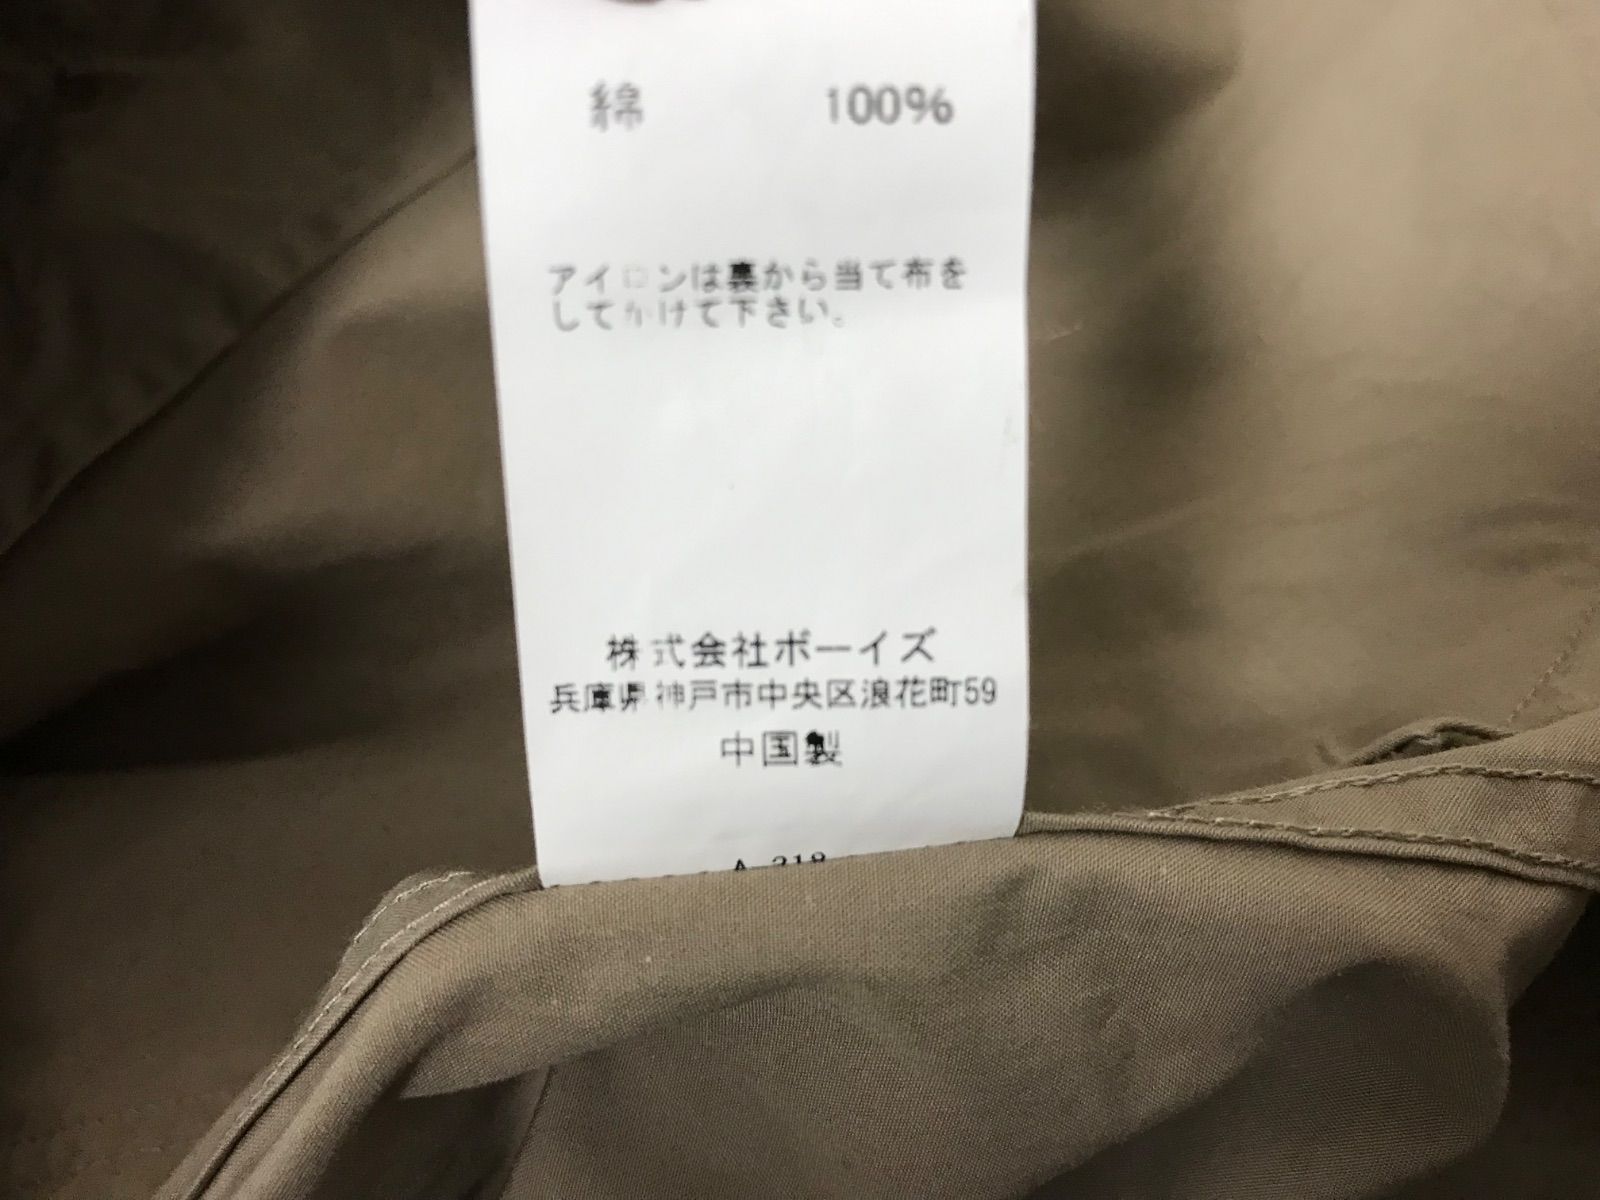 綿 100%
アイロンは裏から当て布を
してかけて下さい。
株式会社ボーイズ
兵庫県神戸市中央区浪花町59
中国製
A 218